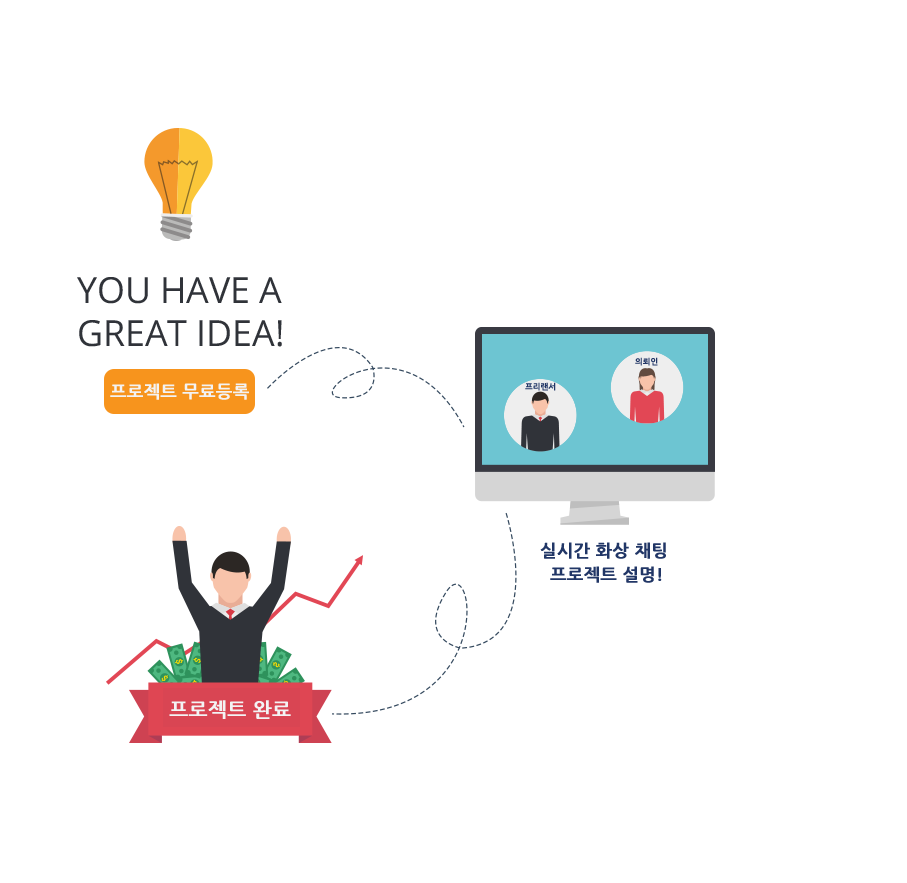 YOU HAVE A
GREAT IDEA!
프로젝트 무료등록
의뢰인
프리랜서
실시간 화상 채팅
프로젝트 설명!
프로젝트 완료